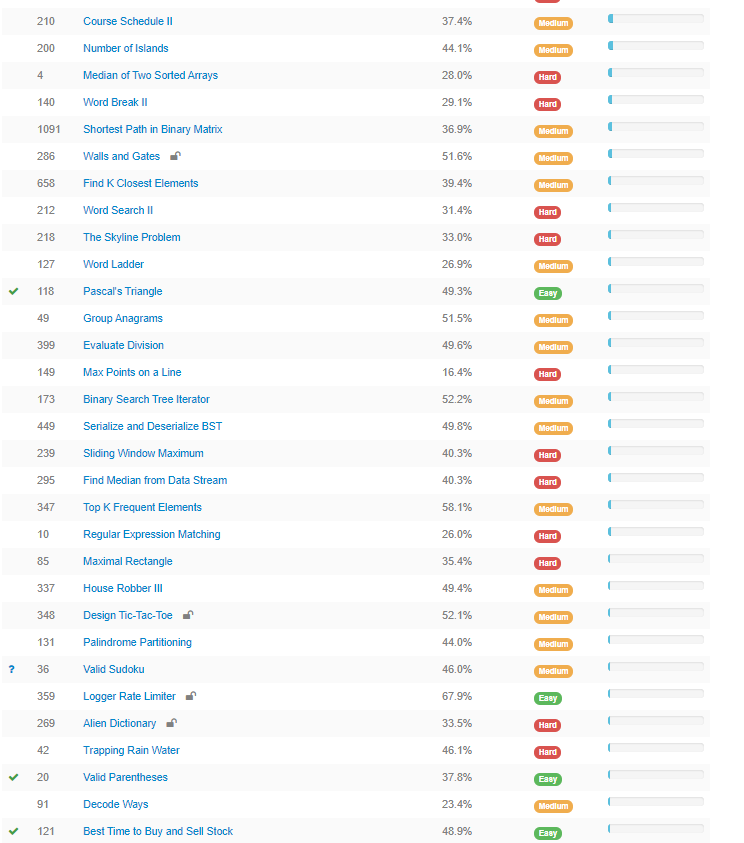 210 Course Schedule II 37.4% Medium
200 Number of Islands 44.1% Medium
4 Median of Two Sorted Arrays 28.0% Hard
140 Word Break II 29.1% Hard
1091 Shortest Path in Binary Matrix 36.9% Medium
286 Walls and Gates 51.6% Medium
658 Find K Closest Elements 39.4% Medium
212 Word Search II 31.4% Hard
218 The Skyline Problem 33.0% Hard
127 Word Ladder 26.9% Medium
118 Pascal's Triangle 49.3% Easy
49 Group Anagrams 51.5% Medium
399 Evaluate Division 49.6% Medium
149 Max Points on a Line 16.4% Hard
173 Binary Search Tree Iterator 52.2% Medium
449 Serialize and Deserialize BST 49.8% Medium
239 Sliding Window Maximum 40.3% Hard
295 Find Median from Data Stream 40.3% Hard
347 Top K Frequent Elements 58.1% Medium
10 Regular Expression Matching 26.0% Hard
85 Maximal Rectangle 35.4% Hard
337 House Robber III 49.4% Medium
348 Design Tic-Tac-Toe 52.1% Medium
131 Palindrome Partitioning 44.0% Medium
? 36 Valid Sudoku 46.0% Medium
359 Logger Rate Limiter 67.9% Easy
269 Alien Dictionary 33.5% Hard
42 Trapping Rain Water 46.1% Hard
20 Valid Parentheses 37.8% Easy
91 Decode Ways 23.4% Medium
121 Best Time to Buy and Sell Stock 48.9% Easy